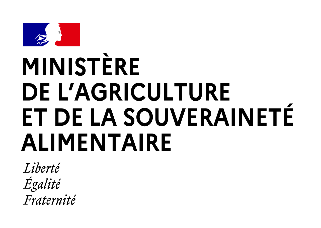 MINISTÈRE
DE L'AGRICULTURE
ET DE LA SOUVERAINETÉ
ALIMENTAIRE
Liberté
Égalité
Fraternité